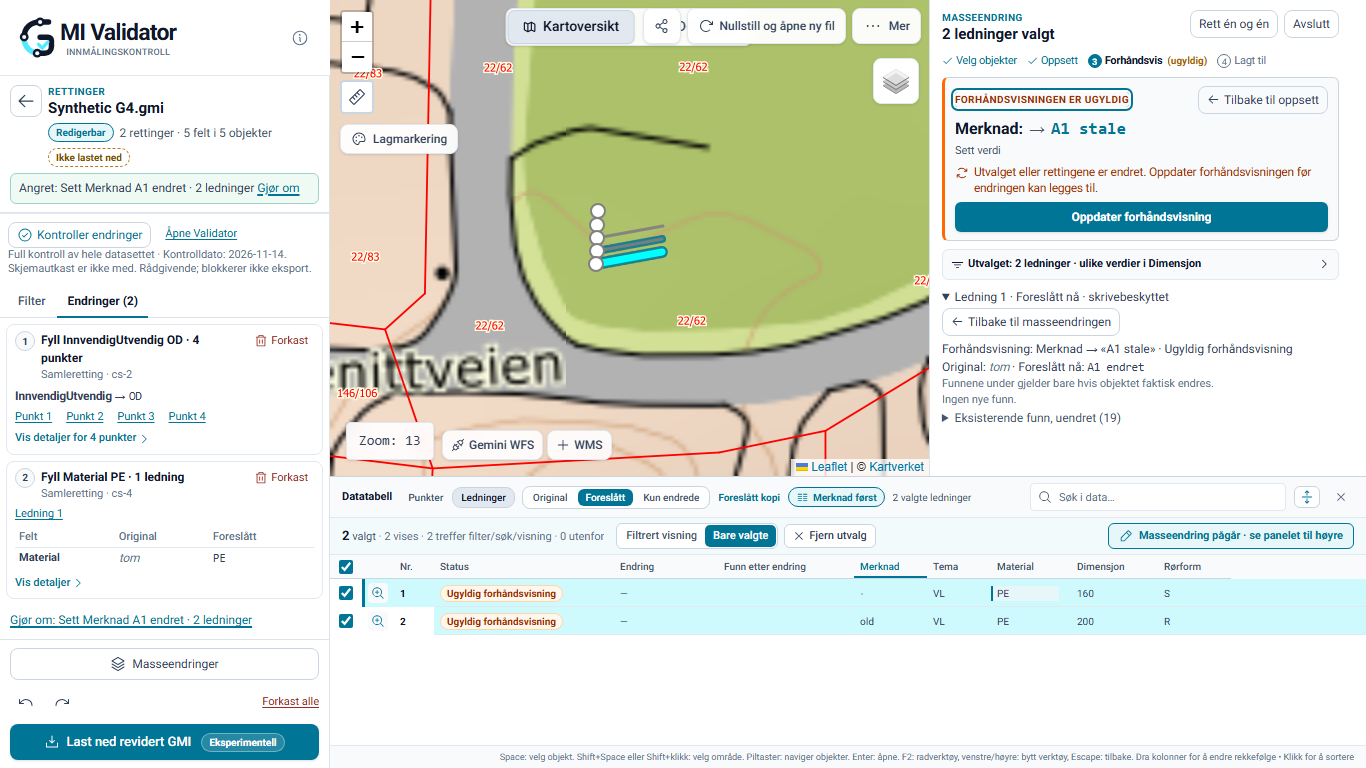 MI Validator
INNMÅLINGSKONTROLL
RETTINGER
Synthetic G4.gmi
Redigerbar 2 rettinger · 5 felt i 5 objekter
Ikke lastet ned
Angret: Sett Merknad A1 endret · 2 ledninger Gjør om
Kontroller endringer Åpne Validator
Full kontroll av hele datasettet · Kontrolldato: 2026-11-14.
Skjemautkast er ikke med. Rådgivende; blokkerer ikke eksport.
Filter Endringer (2)
1 Fyll InnvendigUtvendig OD · 4 punkter Forkast
Samleretting · cs-2
InnvendigUtvendig → OD
Punkt 1 Punkt 2 Punkt 3 Punkt 4
Vis detaljer for 4 punkter
2 Fyll Material PE · 1 ledning Forkast
Samleretting · cs-4
Ledning 1
Felt Original Foreslått
Material tom PE
Vis detaljer
Gjør om: Sett Merknad A1 endret · 2 ledninger
Masseendringer
Forkast alle
Last ned revidert GMI Eksperimentell
+
−
Kartoversikt
Nullstill og åpne ny fil
Mer
Lagmarkering
22/83
22/62
22/62
22/83
22/62
22/62
22/
146/106
nittveien
Zoom: 13
Gemini WFS
WMS
Leaflet | © Kartverket
MASSEENDRING
2 ledninger valgt
Rett én og én Avslutt
Velg objekter Oppsett 3 Forhåndsvis (ugyldig) 4 Lagt til
FORHÅNDSVISNINGEN ER UGYLDIG
← Tilbake til oppsett
Merknad: → A1 stale
Sett verdi
Utvalget eller rettingene er endret. Oppdater forhåndsvisningen før
endringen kan legges til.
Oppdater forhåndsvisning
Utvalget: 2 ledninger · ulike verdier i Dimensjon
Ledning 1 · Foreslått nå · skrivebeskyttet
← Tilbake til masseendringen
Forhåndsvisning: Merknad → «A1 stale» · Ugyldig forhåndsvisning
Original: tom · Foreslått nå: A1 endret
Funnene under gjelder bare hvis objektet faktisk endres.
Ingen nye funn.
Eksisterende funn, uendret (19)
Datatabell Punkter Ledninger Original Foreslått Kun endrede Foreslått kopi Merknad først 2 valgte ledninger Søk i data…
2 valgt · 2 vises · 2 treffer filter/søk/visning · 0 utenfor Filtrert visning Bare valgte Fjern utvalg Masseendring pågår · se panelet til høyre
Nr. Status Endring Funn etter endring Merknad Tema Material Dimensjon Rørform
1 Ugyldig forhåndsvisning — · VL PE 160 S
2 Ugyldig forhåndsvisning — old VL PE 200 R
Space: velg objekt. Shift+Space eller Shift+klikk: velg område. Piltaster: naviger objekter. Enter: åpne. F2: radverktøy, venstre/høyre: bytt verktøy, Escape: tilbake. Dra kolonner for å endre rekkefølge • Klikk for å sortere